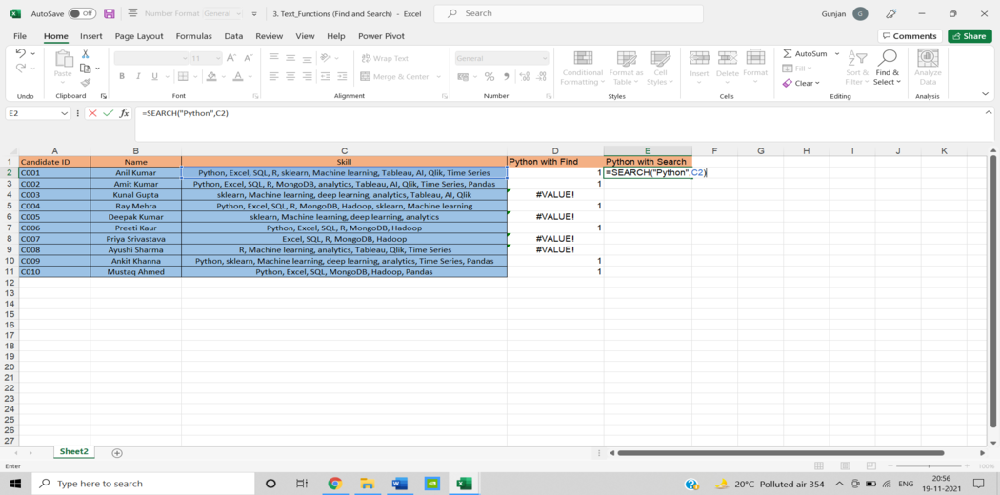 AutoSave Off Number Format General 3. Text_Functions (Find and Search) - Excel Search Gunjan G
File Home Insert Page Layout Formulas Data Review View Help Power Pivot Comments Share
Paste 11 A^ Aˇ Wrap Text General Conditional Formatting Format as Table Cell Styles Insert Delete Format AutoSum Fill Clear Sort & Filter Find & Select Analyze Data
B I U A Merge & Center % 9
Undo Clipboard Font Alignment Number Styles Cells Editing Analysis
E2 fx =SEARCH("Python",C2)
A B C D E F G H I J K
1 Candidate ID Name Skill Python with Find Python with Search
2 C001 Anil Kumar Python, Excel, SQL, R, sklearn, Machine learning, Tableau, AI, Qlik, Time Series 1 =SEARCH("Python",C2)
3 C002 Amit Kumar Python, Excel, SQL, R, MongoDB, analytics, Tableau, AI, Qlik, Time Series, Pandas 1
4 C003 Kunal Gupta sklearn, Machine learning, deep learning, analytics, Tableau, AI, Qlik #VALUE!
5 C004 Ray Mehra Python, Excel, SQL, R, MongoDB, Hadoop, sklearn, Machine learning 1
6 C005 Deepak Kumar sklearn, Machine learning, deep learning, analytics #VALUE!
7 C006 Preeti Kaur Python, Excel, SQL, R, MongoDB, Hadoop 1
8 C007 Priya Srivastava Excel, SQL, R, MongoDB, Hadoop #VALUE!
9 C008 Ayushi Sharma R, Machine learning, analytics, Tableau, Qlik, Time Series #VALUE!
10 C009 Ankit Khanna Python, sklearn, Machine learning, deep learning, analytics, Time Series, Pandas 1
11 C010 Mustaq Ahmed Python, Excel, SQL, MongoDB, Hadoop, Pandas 1
12
13
14
15
16
17
18
19
20
21
22
23
24
25
26
27
Sheet2
Enter 100%
Type here to search 20°C Polluted air 354 ENG 20:56
19-11-2021